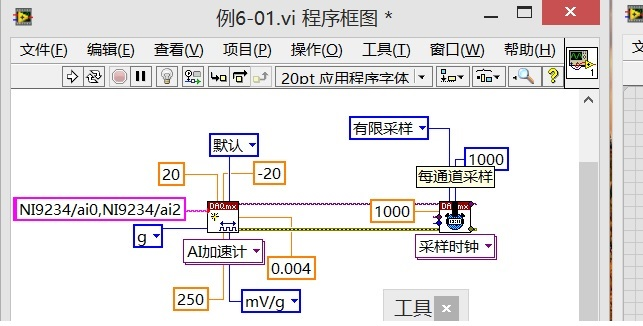 例6-01.vi 程序框图 *
文件(F) 编辑(E) 查看(V) 项目(P) 操作(O) 工具(T) 窗口(W) 帮助(H)
20pt 应用程序字体
1
默认
有限采样
1000
20
-20
每通道采样
NI9234/ai0,NI9234/ai2
DAQmx
1000
g
AI加速计
采样时钟
0.004
250
mV/g
工具